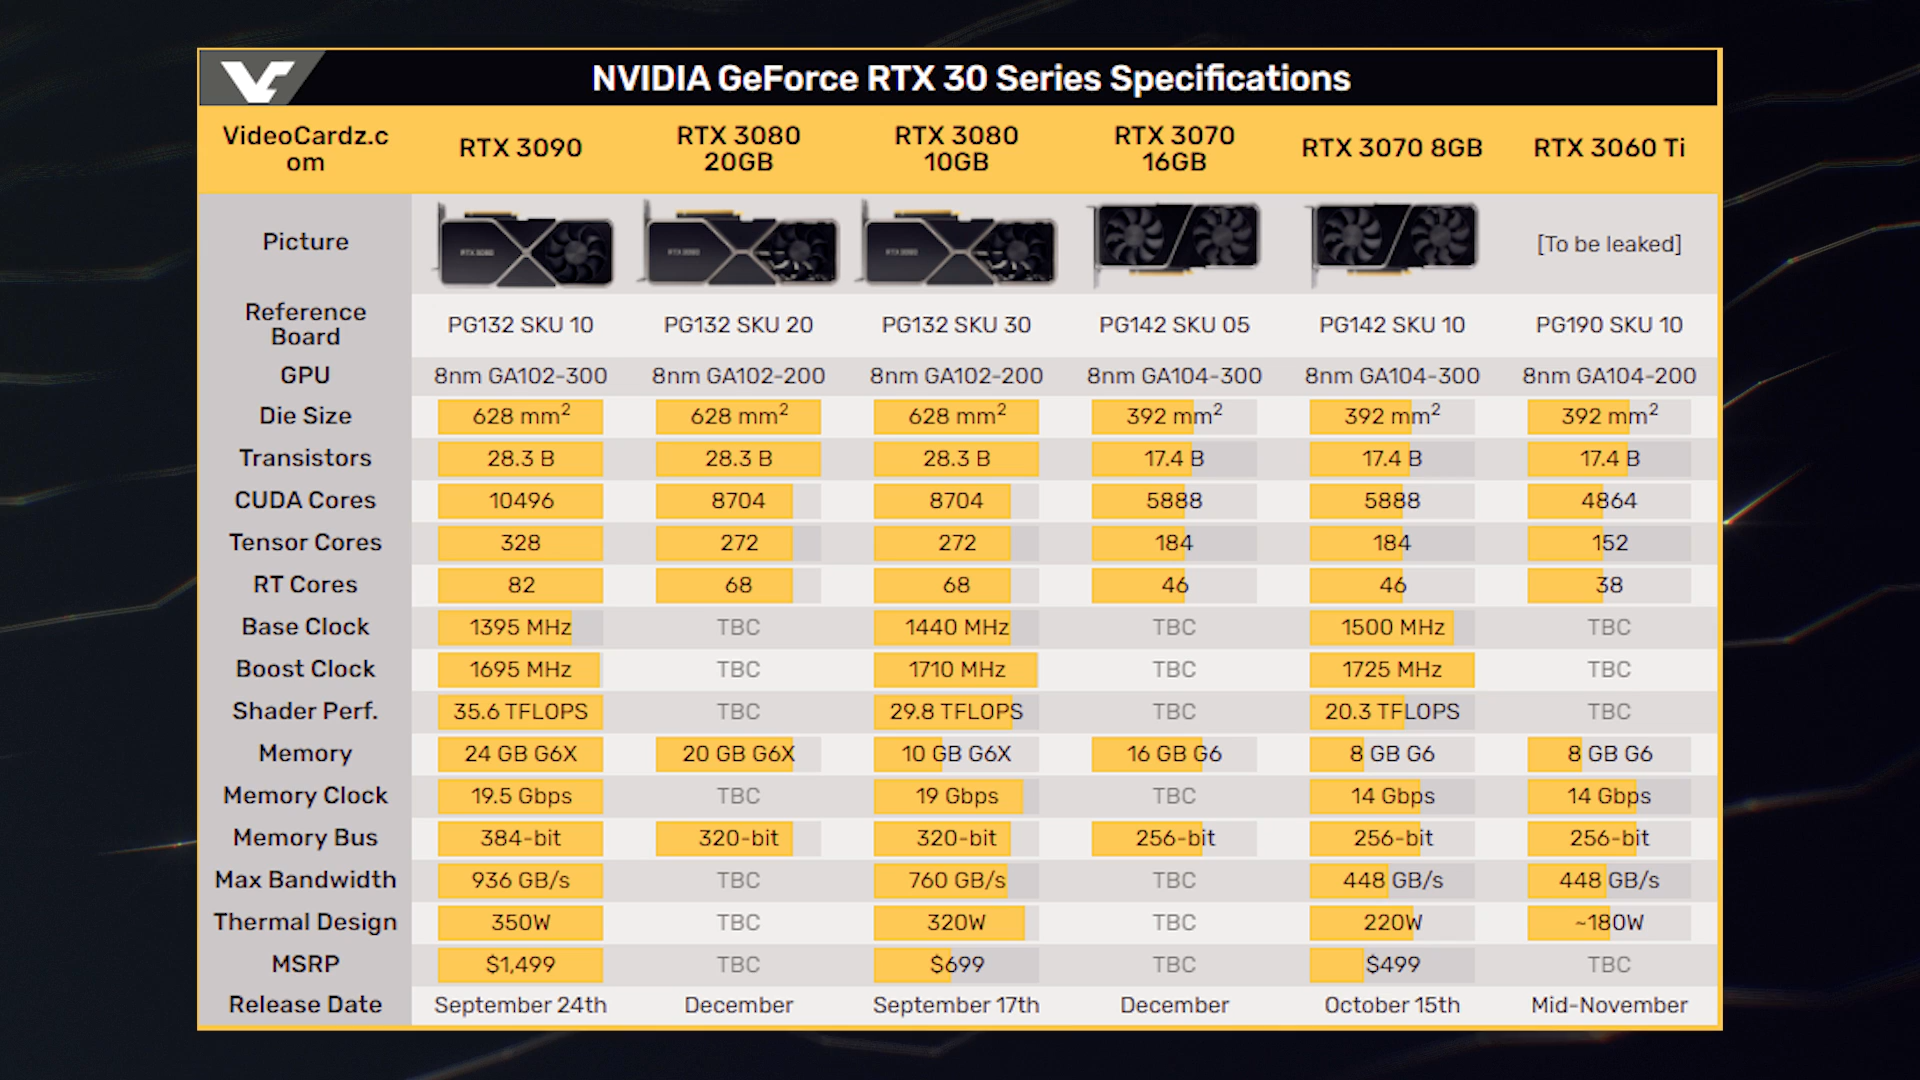 NVIDIA GeForce RTX 30 Series Specifications
VideoCardz.c
om
RTX 3090
RTX 3080
20GB
RTX 3080
10GB
RTX 3070
16GB
RTX 3070 8GB
RTX 3060 Ti
Picture
[To be leaked]
Reference
Board
PG132 SKU 10
PG132 SKU 20
PG132 SKU 30
PG142 SKU 05
PG142 SKU 10
PG190 SKU 10
GPU
8nm GA102-300
8nm GA102-200
8nm GA102-200
8nm GA104-300
8nm GA104-300
8nm GA104-200
Die Size
628 mm²
628 mm²
628 mm²
392 mm²
392 mm²
392 mm²
Transistors
28.3 B
28.3 B
28.3 B
17.4 B
17.4 B
17.4 B
CUDA Cores
10496
8704
8704
5888
5888
4864
Tensor Cores
328
272
272
184
184
152
RT Cores
82
68
68
46
46
38
Base Clock
1395 MHz
TBC
1440 MHz
TBC
1500 MHz
TBC
Boost Clock
1695 MHz
TBC
1710 MHz
TBC
1725 MHz
TBC
Shader Perf.
35.6 TFLOPS
TBC
29.8 TFLOPS
TBC
20.3 TFLOPS
TBC
Memory
24 GB G6X
20 GB G6X
10 GB G6X
16 GB G6
8 GB G6
8 GB G6
Memory Clock
19.5 Gbps
TBC
19 Gbps
TBC
14 Gbps
14 Gbps
Memory Bus
384-bit
320-bit
320-bit
256-bit
256-bit
256-bit
Max Bandwidth
936 GB/s
TBC
760 GB/s
TBC
448 GB/s
448 GB/s
Thermal Design
350W
TBC
320W
TBC
220W
~180W
MSRP
$1,499
TBC
$699
TBC
$499
TBC
Release Date
September 24th
December
September 17th
December
October 15th
Mid-November